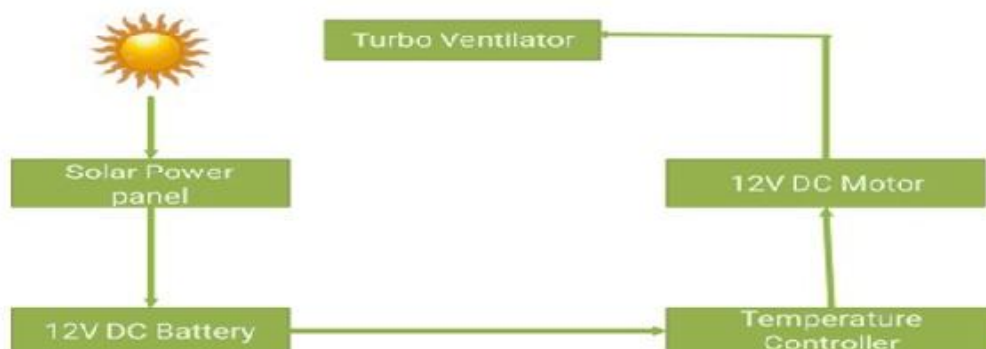 Turbo Ventilator
Solar Power
panel
12V DC Motor
12V DC Battery
Temperature
Controller